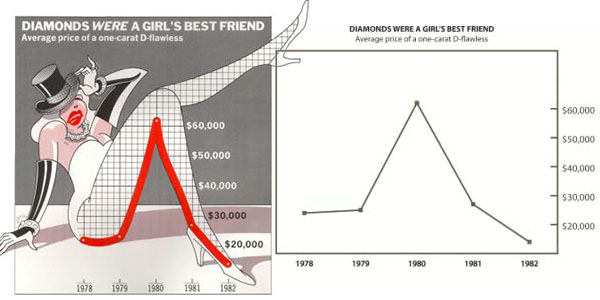 DIAMONDS WERE A GIRL'S BEST FRIEND
Average price of a one-carat D-flawless
$60,000
$50,000
$40,000
$30,000
$20,000
1978 1979 1980 1981 1982
DIAMONDS WERE A GIRL'S BEST FRIEND
Average price of a one-carat D-flawless
$60,000
$50,000
$40,000
$30,000
$20,000
1978 1979 1980 1981 1982